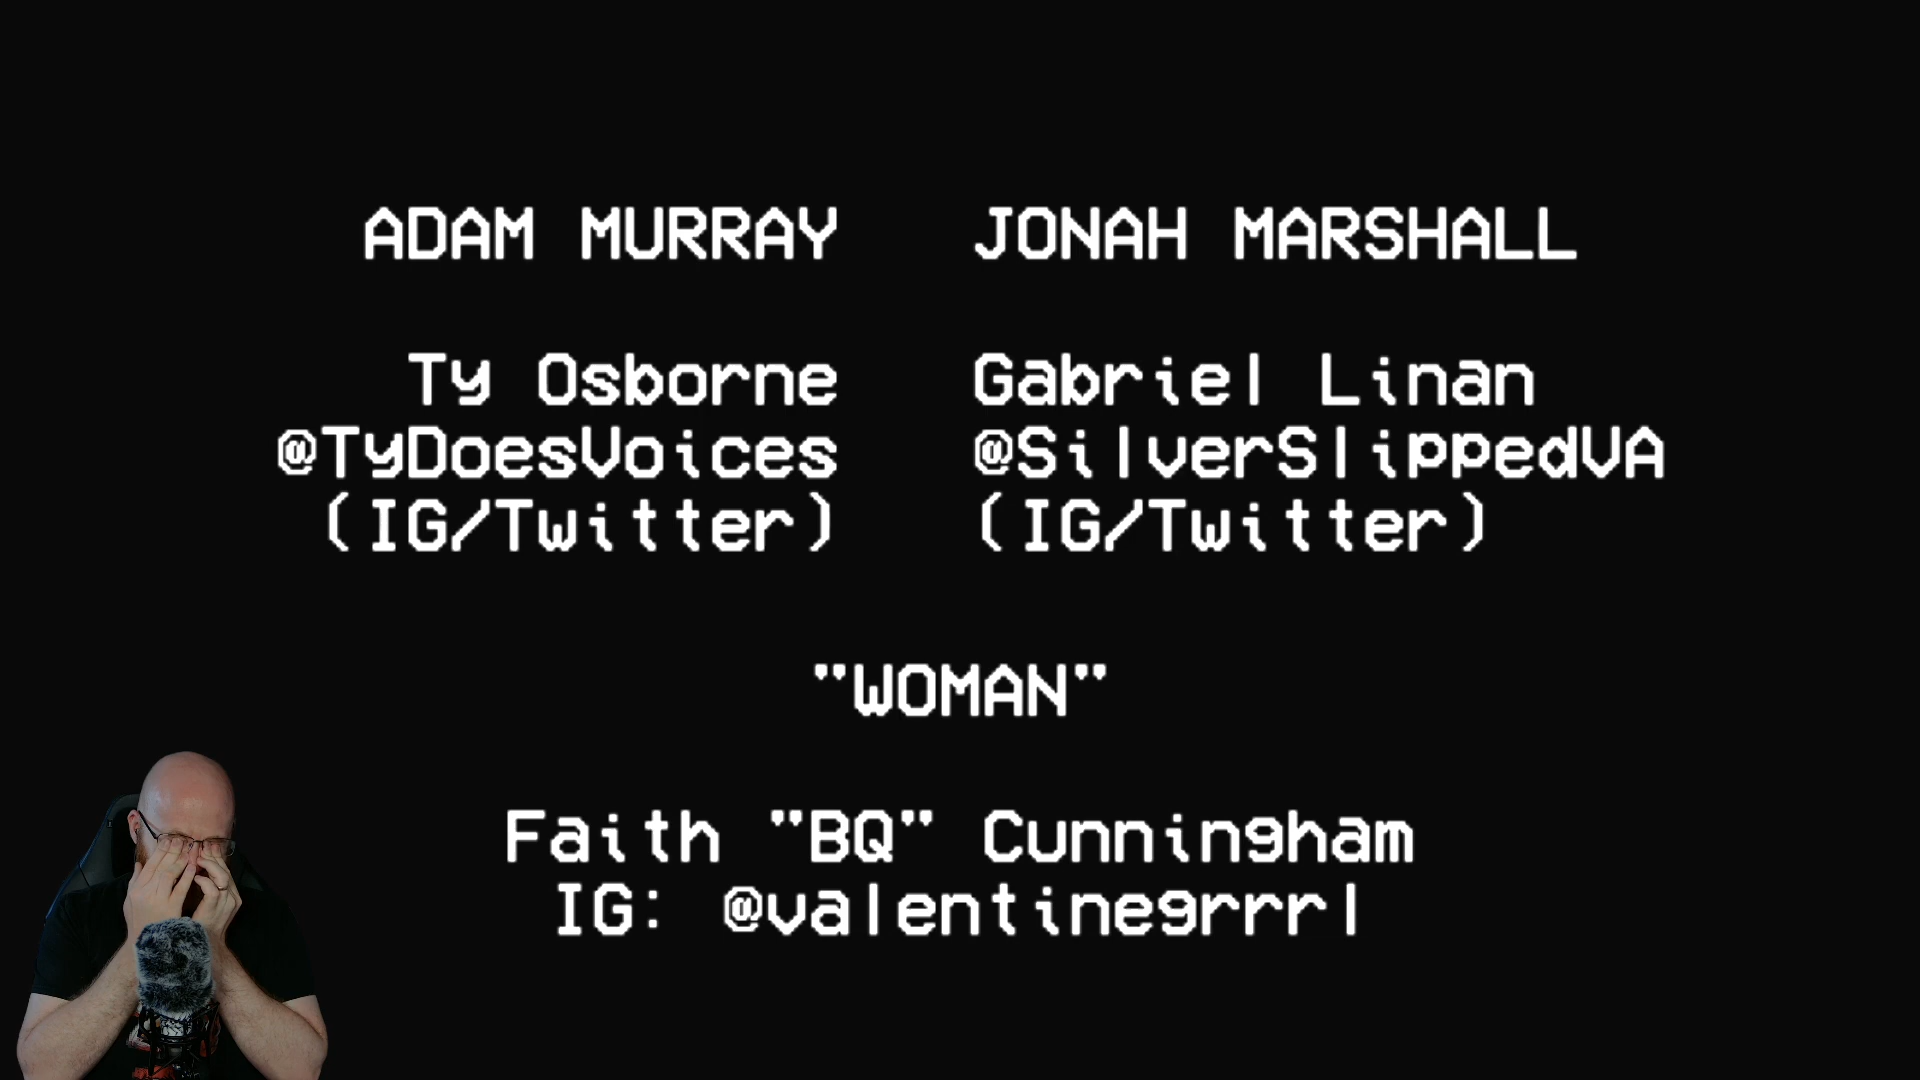 ADAM MURRAY JONAH MARSHALL
Ty Osborne Gabriel Linan
@TyDoesVoices @SilverSlippedVA
(IG/Twitter) (IG/Twitter)
"WOMAN"
Faith "BQ" Cunningham
IG: @valentinegrrrl